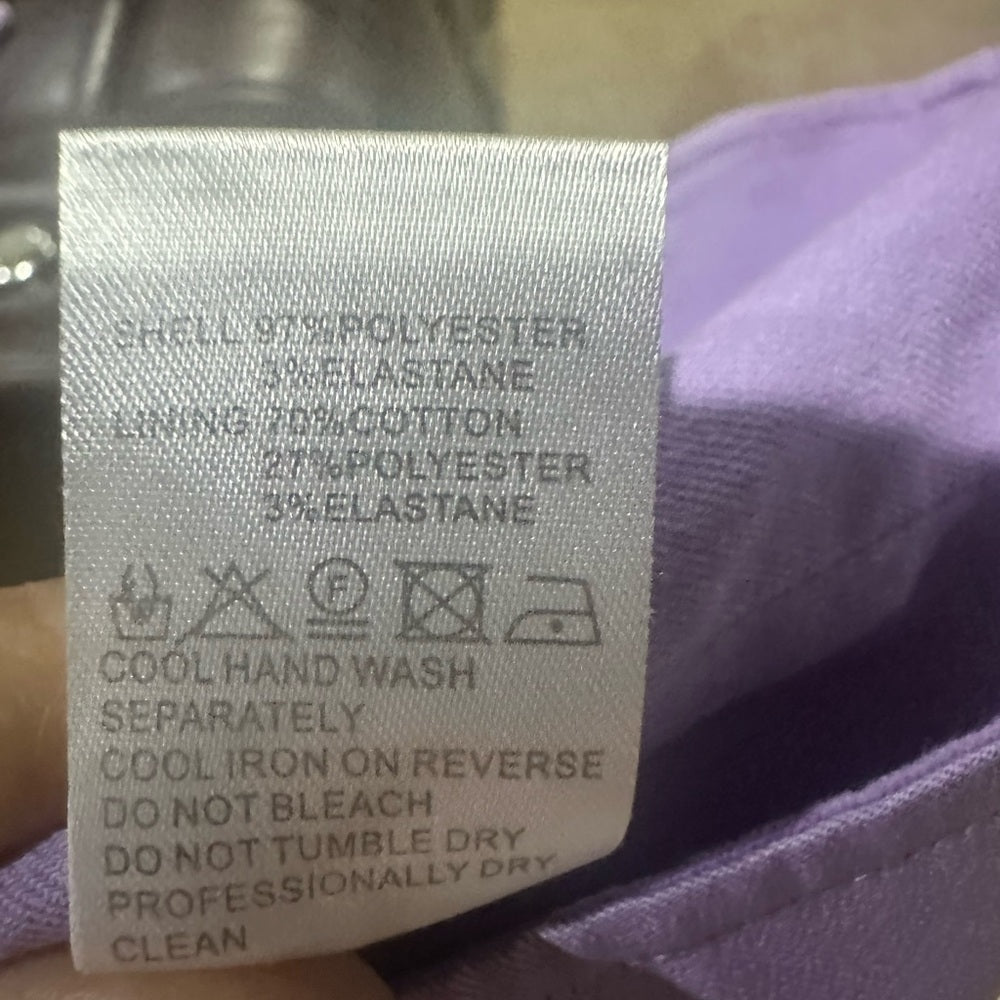 SHELL 97%POLYESTER
3%ELASTANE
LINING 70%COTTON
27%POLYESTER
3%ELASTANE
F
COOL HAND WASH
SEPARATELY
COOL IRON ON REVERSE
DO NOT BLEACH
DO NOT TUMBLE DRY
PROFESSIONALLY DRY
CLEAN